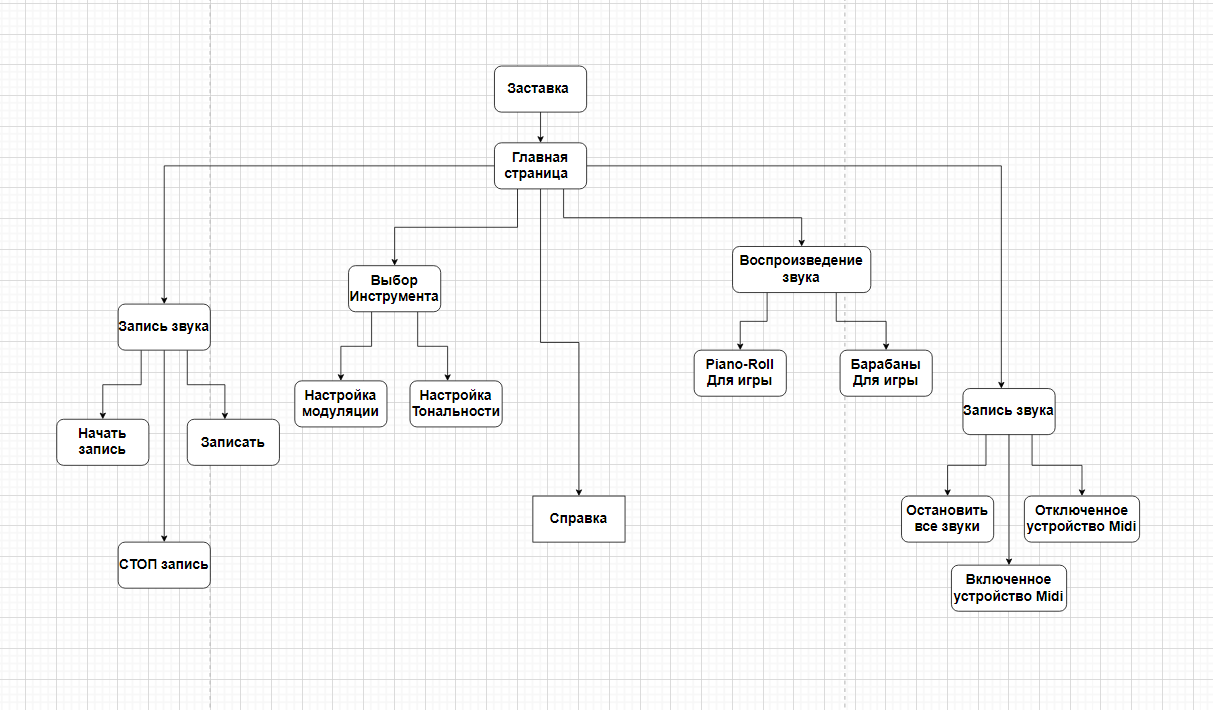 Заставка
Главная
страница
Воспроизведение
звука
Выбор
Инструмента
Запись звука
Piano-Roll
Для игры
Барабаны
Для игры
Настройка
модуляции
Настройка
Тональности
Запись звука
Начать
запись
Записать
Справка
Остановить
все звуки
Отключенное
устройство Midi
СТОП запись
Включенное
устройство Midi